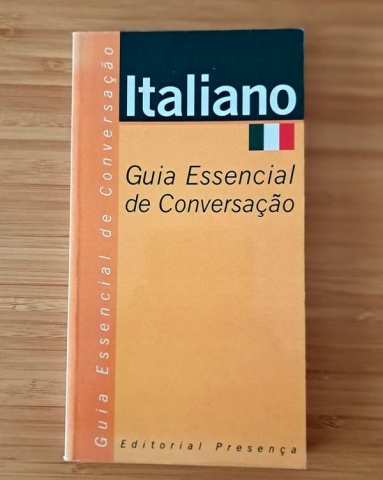 Italiano
Guia Essencial
de Conversação
Guia Essencial de Conversação
Editorial Presença